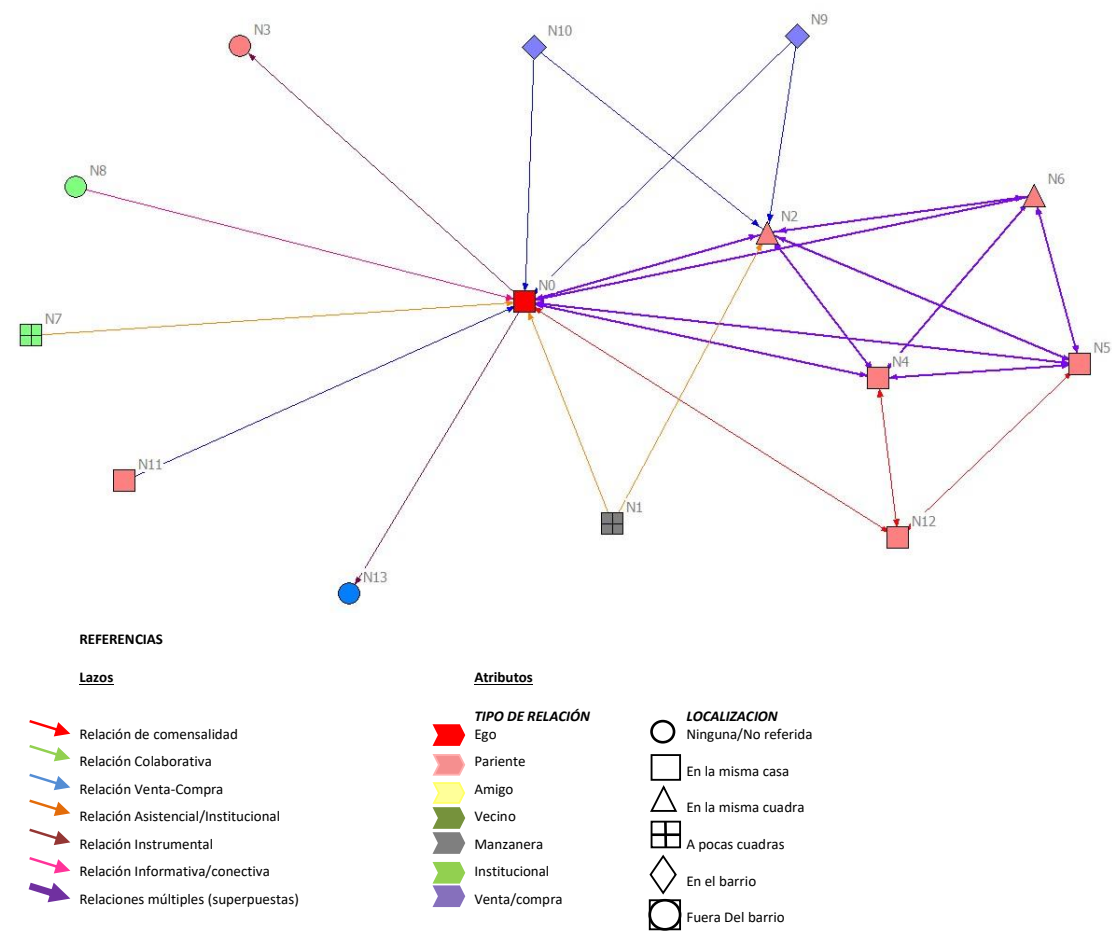 N3
N10
N9
N8
N6
N2
N0
N7
N5
N4
N11
N1
N12
N13
REFERENCIAS
Lazos
Relación de comensalidad
Relación Colaborativa
Relación Venta-Compra
Relación Asistencial/Institucional
Relación Instrumental
Relación Informativa/conectiva
Relaciones múltiples (superpuestas)
Atributos
TIPO DE RELACIÓN
Ego
Pariente
Amigo
Vecino
Manzanera
Institucional
Venta/compra
LOCALIZACION
Ninguna/No referida
En la misma casa
En la misma cuadra
A pocas cuadras
En el barrio
Fuera Del barrio